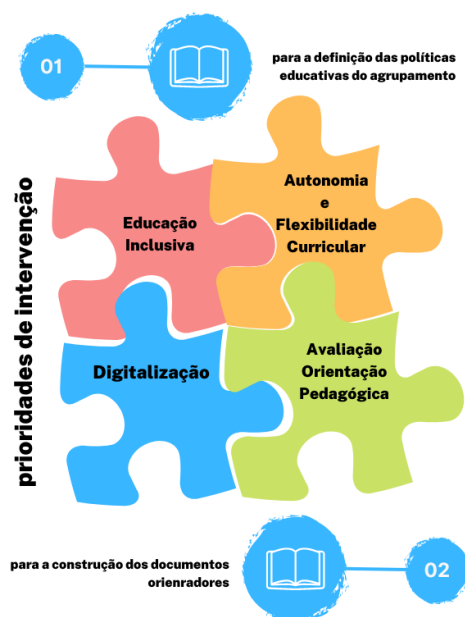 01
para a definição das políticas
educativas do agrupamento
prioridades de intervenção
Educação
Inclusiva
Autonomia
e
Flexibilidade
Curricular
Digitalização
Avaliação
Orientação
Pedagógica
para a construção dos documentos
orienradores
02